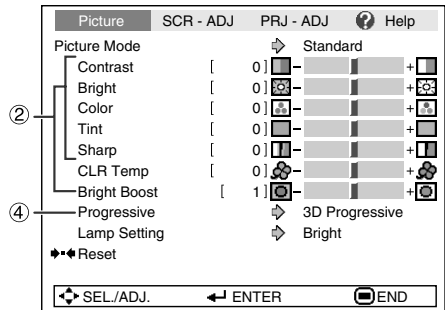 Picture SCR - ADJ PRJ - ADJ ? Help
Picture Mode Standard
Contrast [ 0 ] - +
Bright [ 0 ] - +
② Color [ 0 ] - +
Tint [ 0 ] - +
Sharp [ 0 ] - +
CLR Temp [ 0 ] - +
Bright Boost [ 1 ] - +
④ Progressive 3D Progressive
Lamp Setting Bright
Reset
SEL./ADJ. ENTER END